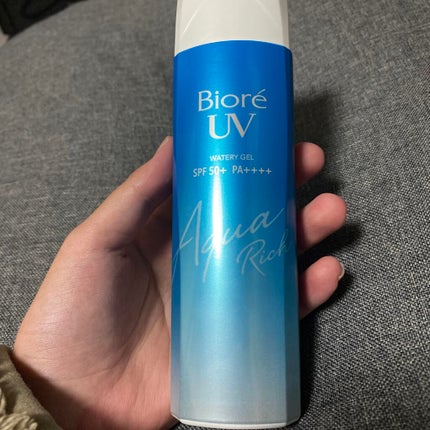 Bioré
UV
WATERY GEL
SPF 50+ PA++++
Aqua
Rich